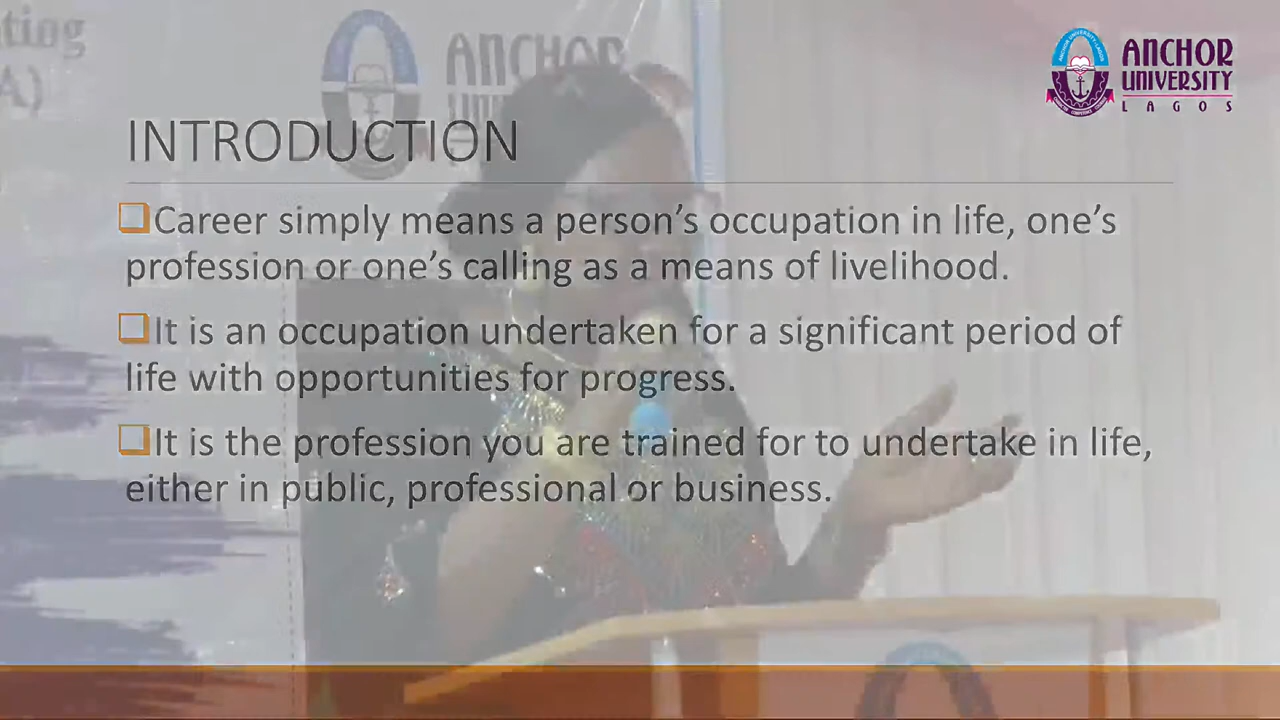 ting
A)
ANCHOR
ANCHOR
UNIVERSITY
LAGOS
INTRODUCTION
Career simply means a person’s occupation in life, one’s
profession or one’s calling as a means of livelihood.
It is an occupation undertaken for a significant period of
life with opportunities for progress.
It is the profession you are trained for to undertake in life,
either in public, professional or business.